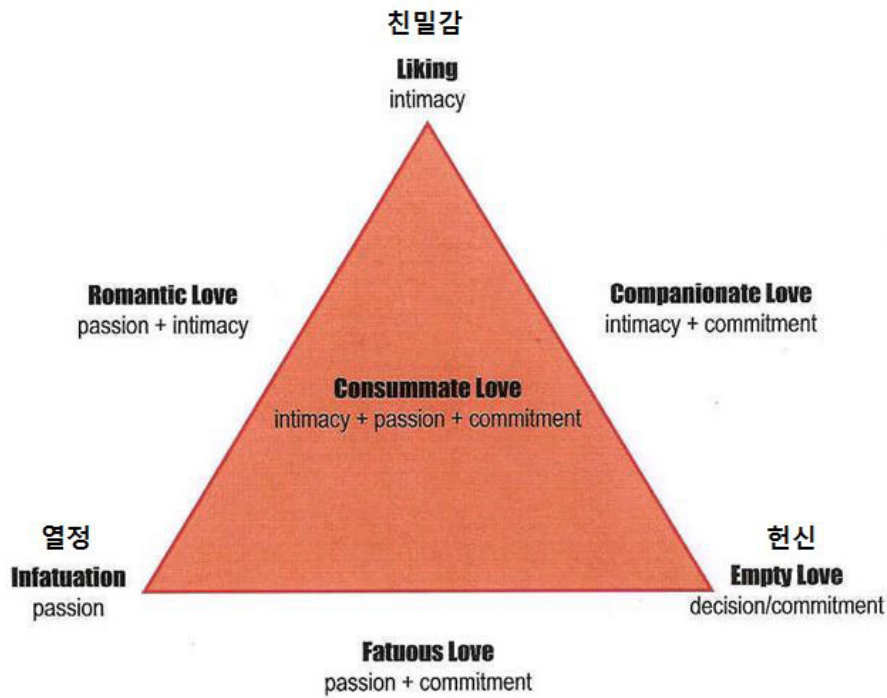 친밀감
Liking
intimacy
Romantic Love
passion + intimacy
Companionate Love
intimacy + commitment
Consummate Love
intimacy + passion + commitment
열정
Infatuation
passion
헌신
Empty Love
decision/commitment
Fatuous Love
passion + commitment